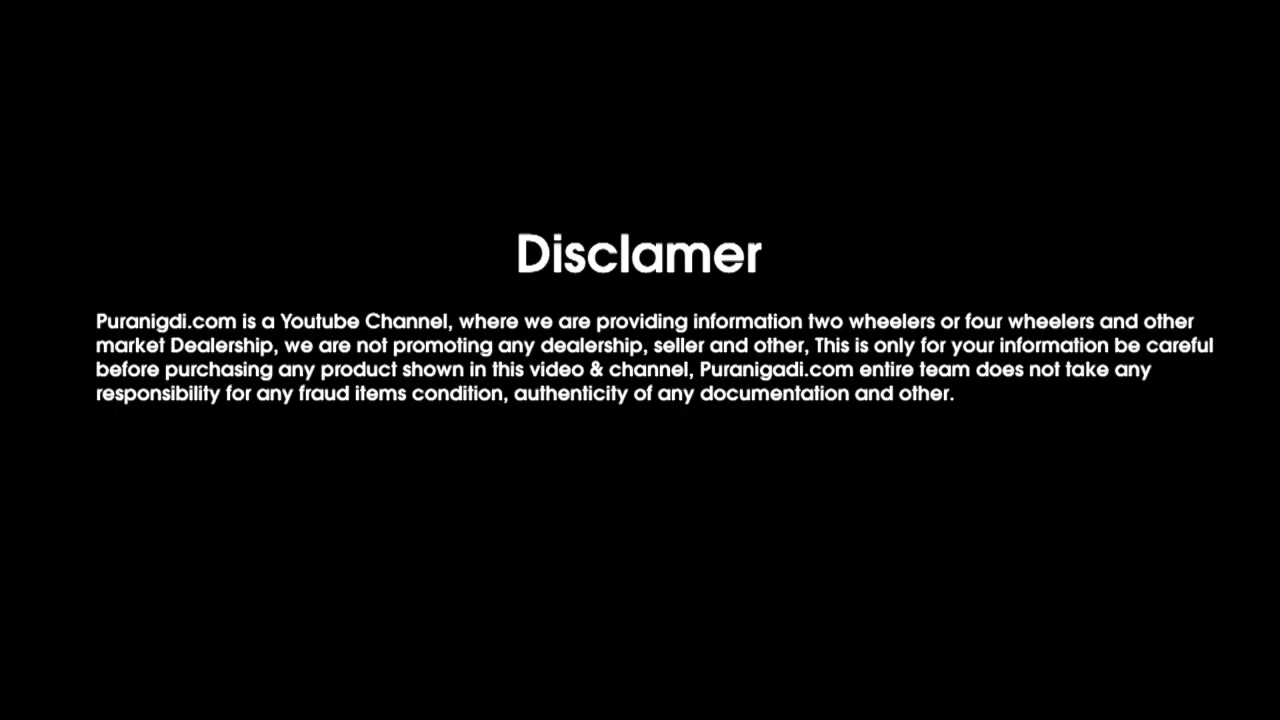 Disclamer
Puranigdi.com is a Youtube Channel, where we are providing information two wheelers or four wheelers and other
market Dealership, we are not promoting any dealership, seller and other, This is only for your information be careful
before purchasing any product shown in this video & channel, Puranigadi.com entire team does not take any
responsibility for any fraud items condition, authenticity of any documentation and other.